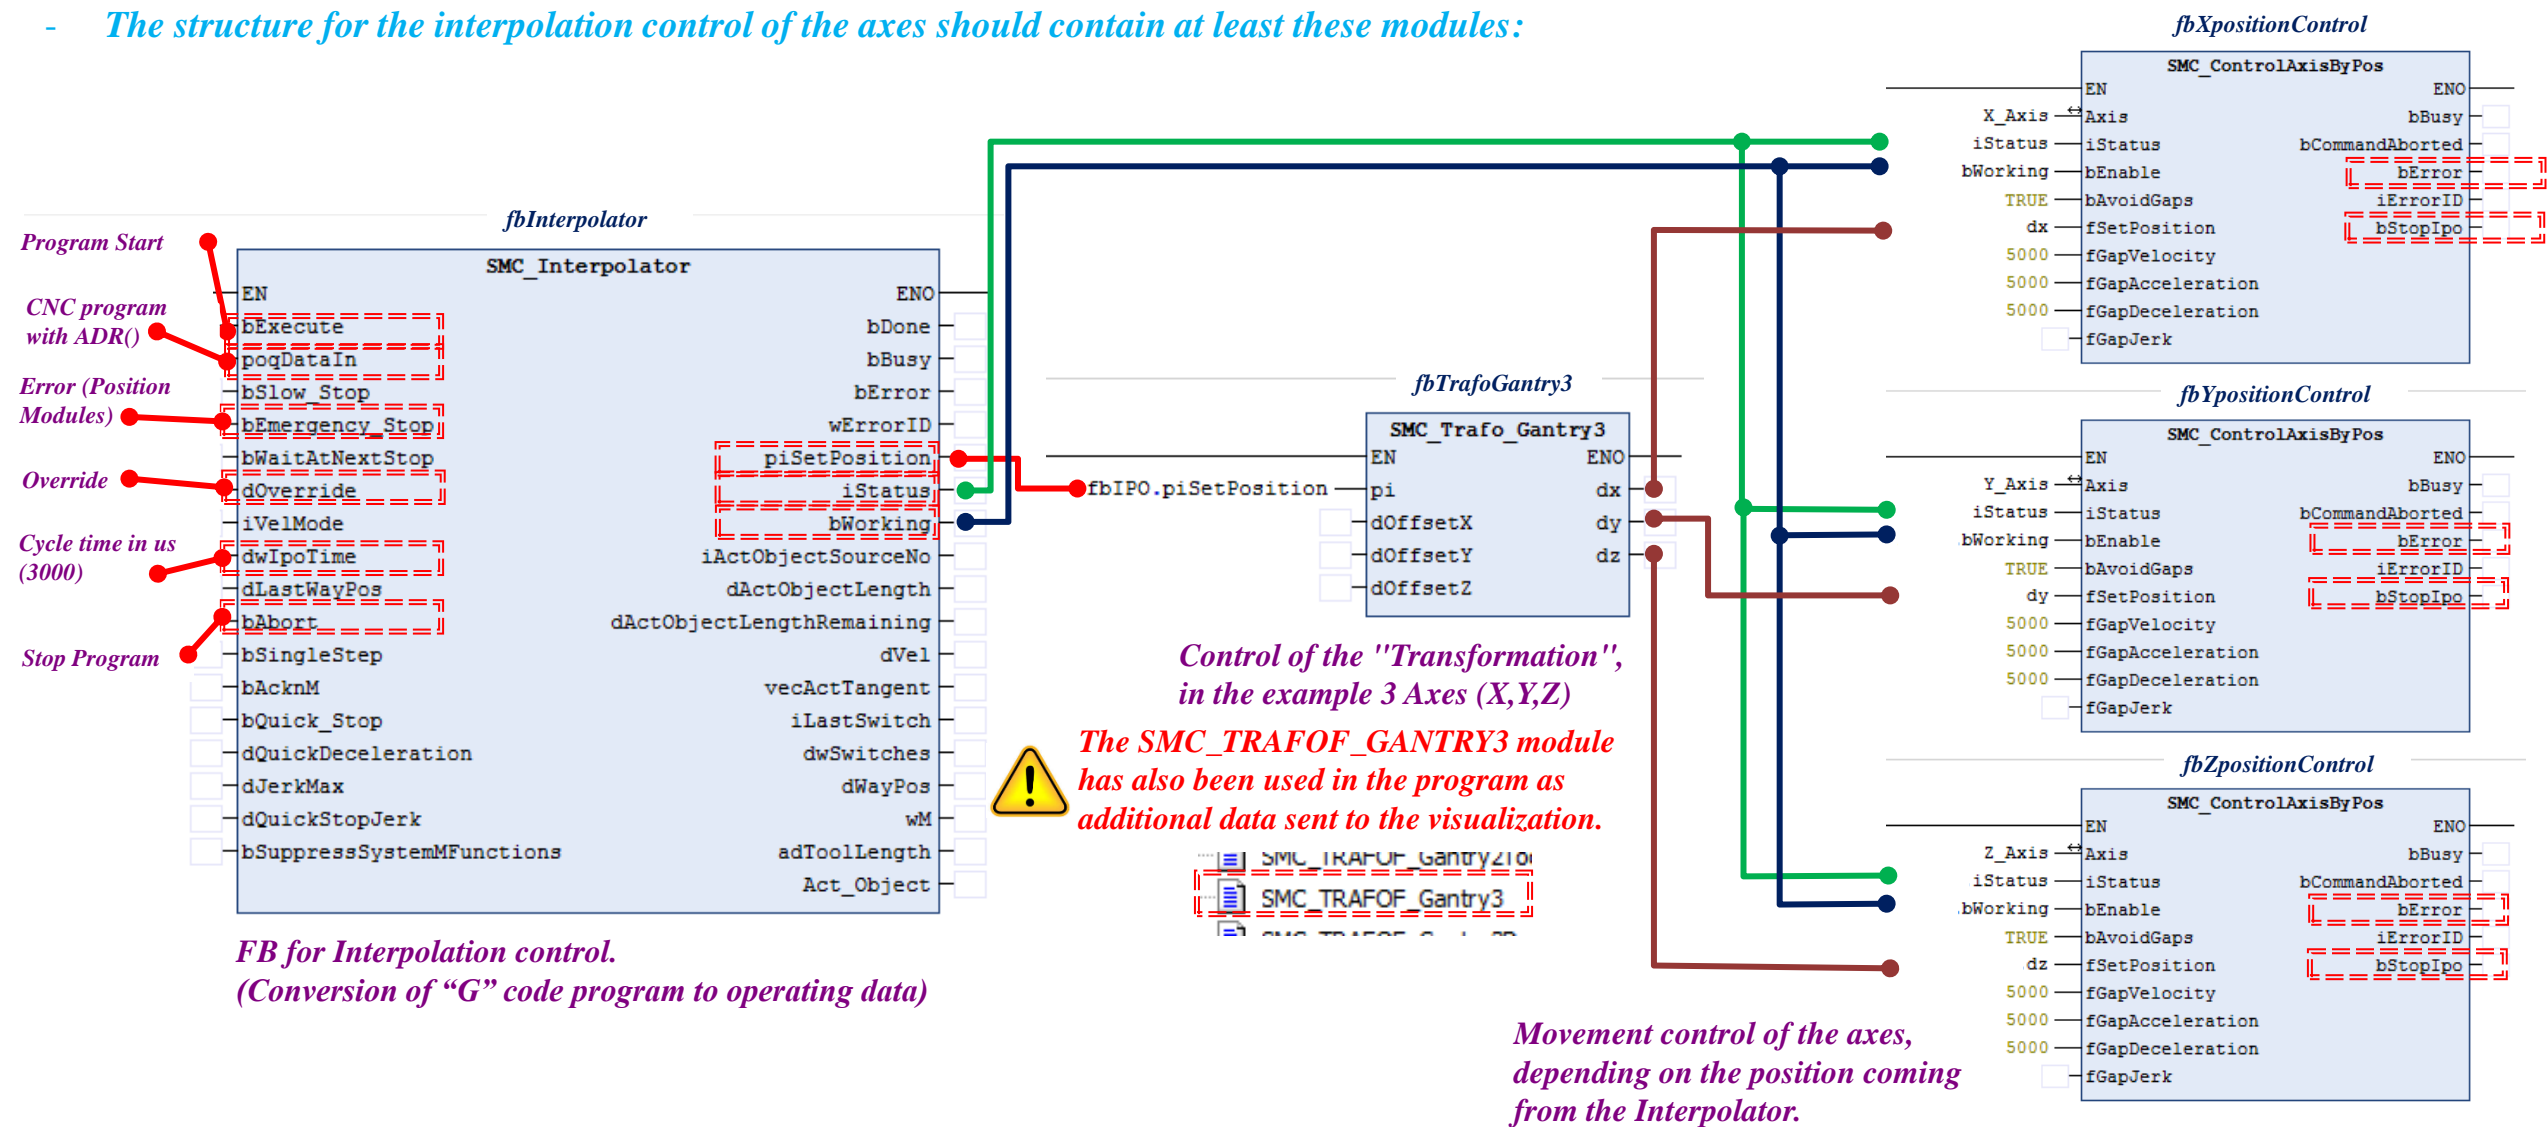 - The structure for the interpolation control of the axes should contain at least these modules:
fbInterpolator
Program Start
CNC program
with ADR()
Error (Position
Modules)
Override
Cycle time in us
(3000)
Stop Program
SMC_Interpolator
EN ENO
bExecute bDone
poqDataIn bBusy
bSlow_Stop bError
bEmergency_Stop wErrorID
bWaitAtNextStop piSetPosition
dOverride iStatus
iVelMode bWorking
dwIpoTime iActObjectSourceNo
dLastWayPos dActObjectLength
bAbort dActObjectLengthRemaining
bSingleStep dVel
bAcknM vecActTangent
bQuick_Stop iLastSwitch
dQuickDeceleration dwSwitches
dJerkMax dWayPos
dQuickStopJerk wM
bSuppressSystemMFunctions adToolLength
Act_Object
FB for Interpolation control.
(Conversion of “G” code program to operating data)
fbTrafoGantry3
SMC_Trafo_Gantry3
EN ENO
fbIPO.piSetPosition pi dx
dOffsetX dy
dOffsetY dz
dOffsetZ
Control of the "Transformation",
in the example 3 Axes (X,Y,Z)
The SMC_TRAFOF_GANTRY3 module
has also been used in the program as
additional data sent to the visualization.
SMC_TRAFOF_Gantry3
fbXpositionControl
SMC_ControlAxisByPos
EN ENO
X_Axis Axis bBusy
iStatus iStatus bCommandAborted
bWorking bEnable bError
TRUE bAvoidGaps iErrorID
dx fSetPosition bStopIpo
5000 fGapVelocity
5000 fGapAcceleration
5000 fGapDeceleration
fGapJerk
fbYpositionControl
SMC_ControlAxisByPos
EN ENO
Y_Axis Axis bBusy
iStatus iStatus bCommandAborted
bWorking bEnable bError
TRUE bAvoidGaps iErrorID
dy fSetPosition bStopIpo
5000 fGapVelocity
5000 fGapAcceleration
5000 fGapDeceleration
fGapJerk
fbZpositionControl
SMC_ControlAxisByPos
EN ENO
Z_Axis Axis bBusy
iStatus iStatus bCommandAborted
bWorking bEnable bError
TRUE bAvoidGaps iErrorID
dz fSetPosition bStopIpo
5000 fGapVelocity
5000 fGapAcceleration
5000 fGapDeceleration
fGapJerk
Movement control of the axes,
depending on the position coming
from the Interpolator.